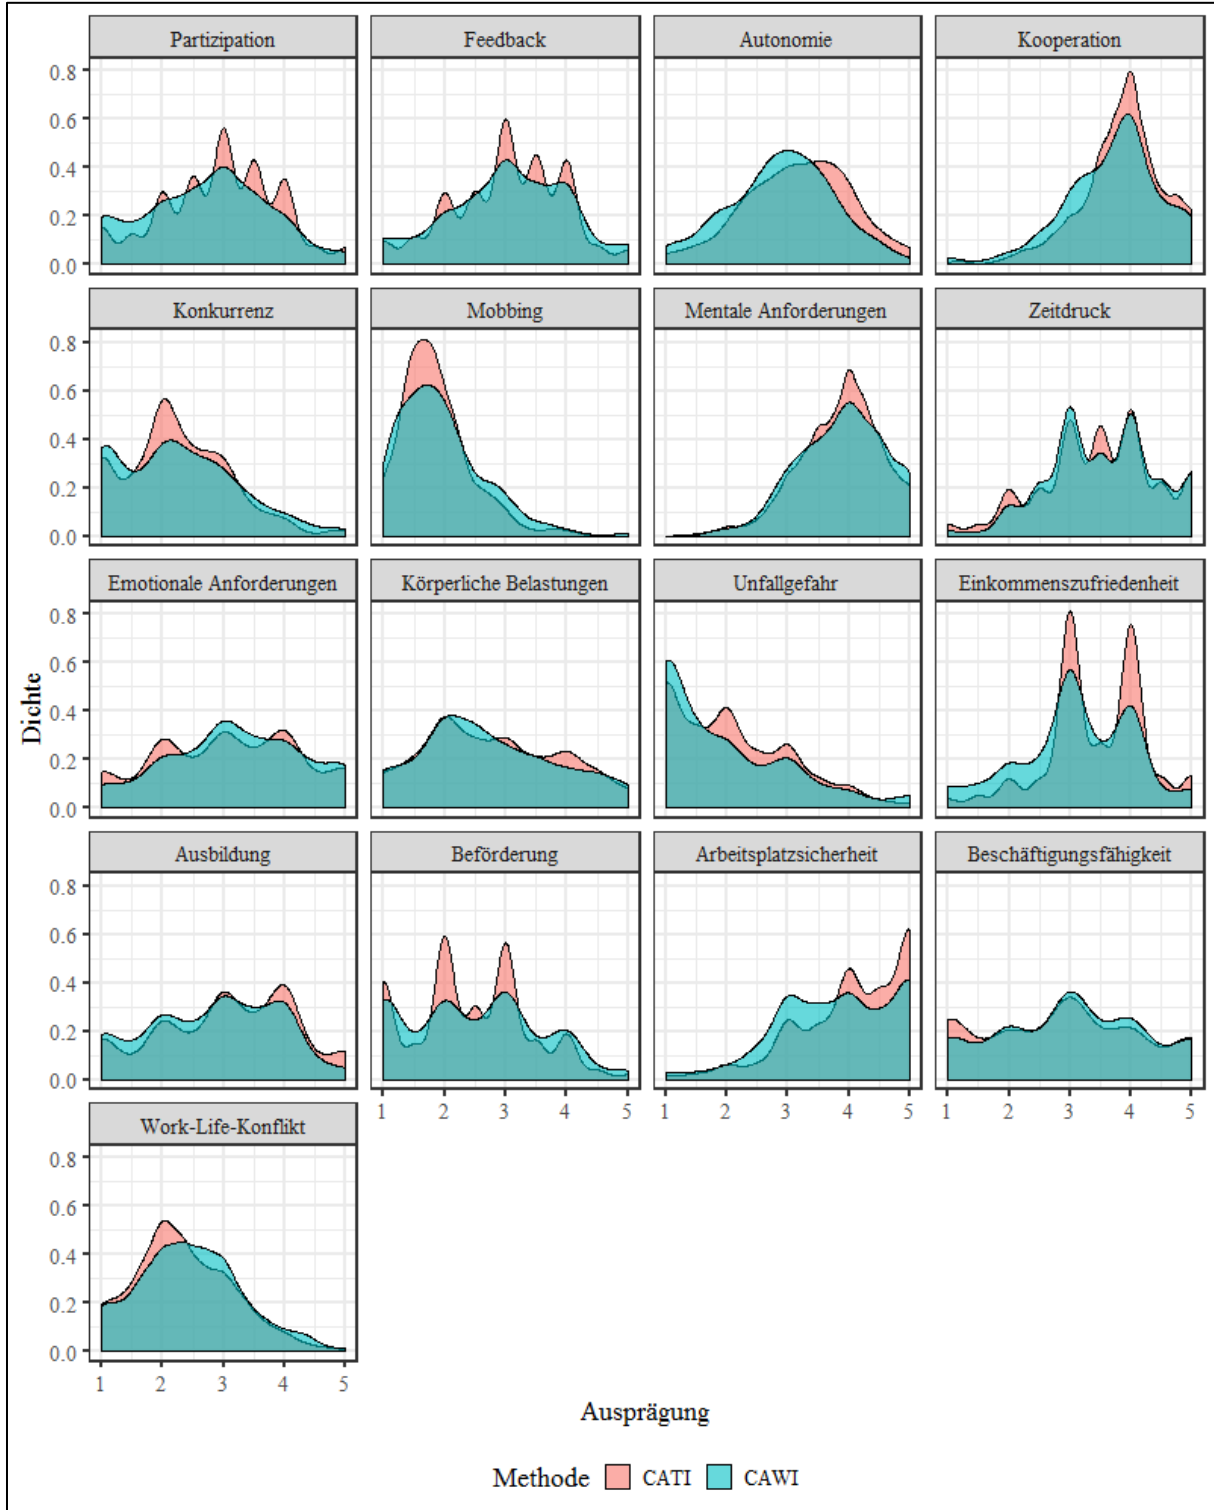 Partizipation Feedback Autonomie Kooperation
0.8
0.6
0.4
0.2
0.0
Konkurrenz Mobbing Mentale Anforderungen Zeitdruck
0.8
0.6
0.4
0.2
0.0
Emotionale Anforderungen Körperliche Belastungen Unfallgefahr Einkommenszufriedenheit
0.8
0.6
0.4
0.2
0.0
Dichte
Ausbildung Beförderung Arbeitsplatzsicherheit Beschäftigungsfähigkeit
0.8
0.6
0.4
0.2
0.0
1 2 3 4 5 1 2 3 4 5 1 2 3 4 5
Work-Life-Konflikt
0.8
0.6
0.4
0.2
0.0
1 2 3 4 5
Ausprägung
Methode CATI CAWI